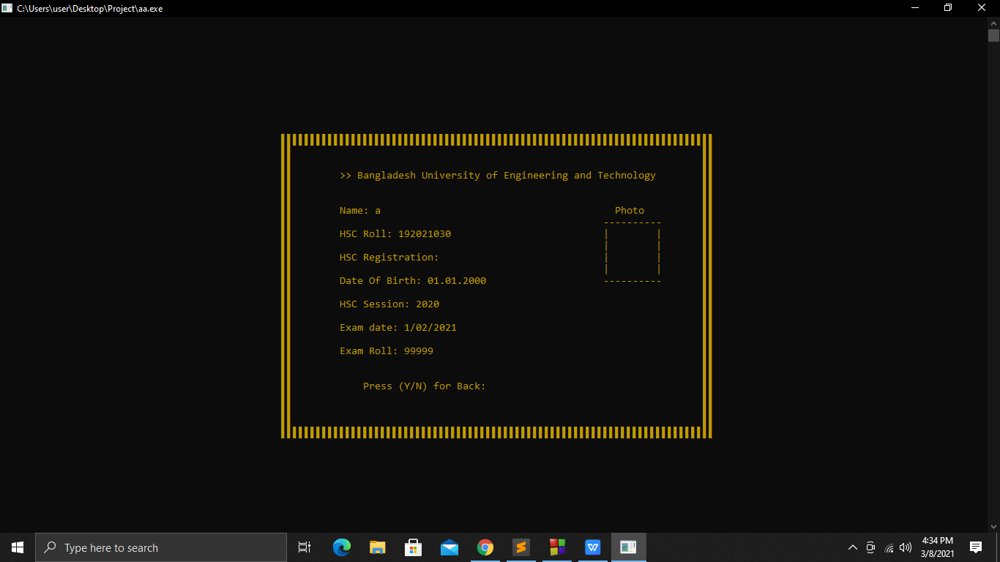 C:\Users\user\Desktop\Project\aa.exe
>> Bangladesh University of Engineering and Technology
Name: a
Photo
HSC Roll: 192021030
HSC Registration:
Date Of Birth: 01.01.2000
HSC Session: 2020
Exam date: 1/02/2021
Exam Roll: 99999
Press (Y/N) for Back:
Type here to search
4:34 PM
3/8/2021